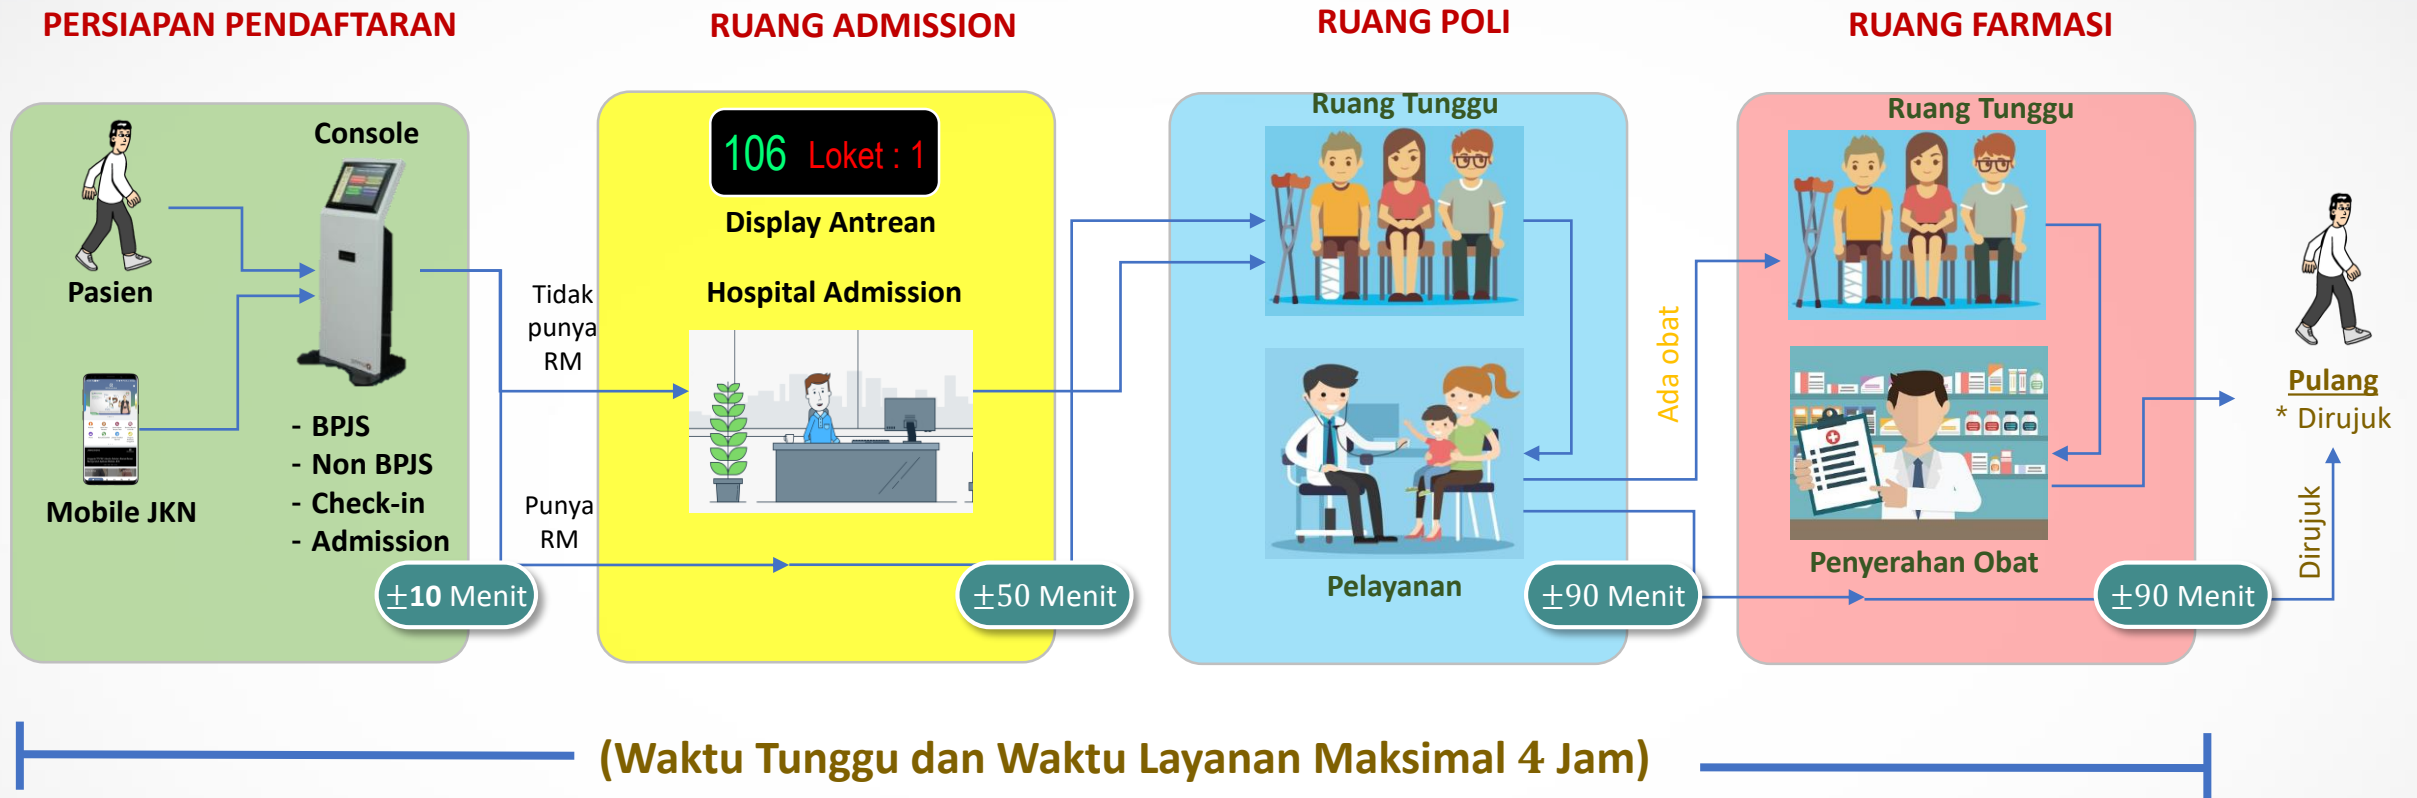 PERSIAPAN PENDAFTARAN
RUANG ADMISSION
RUANG POLI
RUANG FARMASI
Console
Pasien
Mobile JKN
- BPJS
- Non BPJS
- Check-in
- Admission
±10 Menit
Tidak
punya
RM
Punya
RM
106 Loket : 1
Display Antrean
Hospital Admission
±50 Menit
Ruang Tunggu
Pelayanan
±90 Menit
Ada obat
Ruang Tunggu
Penyerahan Obat
±90 Menit
Dirujuk
Pulang
* Dirujuk
(Waktu Tunggu dan Waktu Layanan Maksimal 4 Jam)